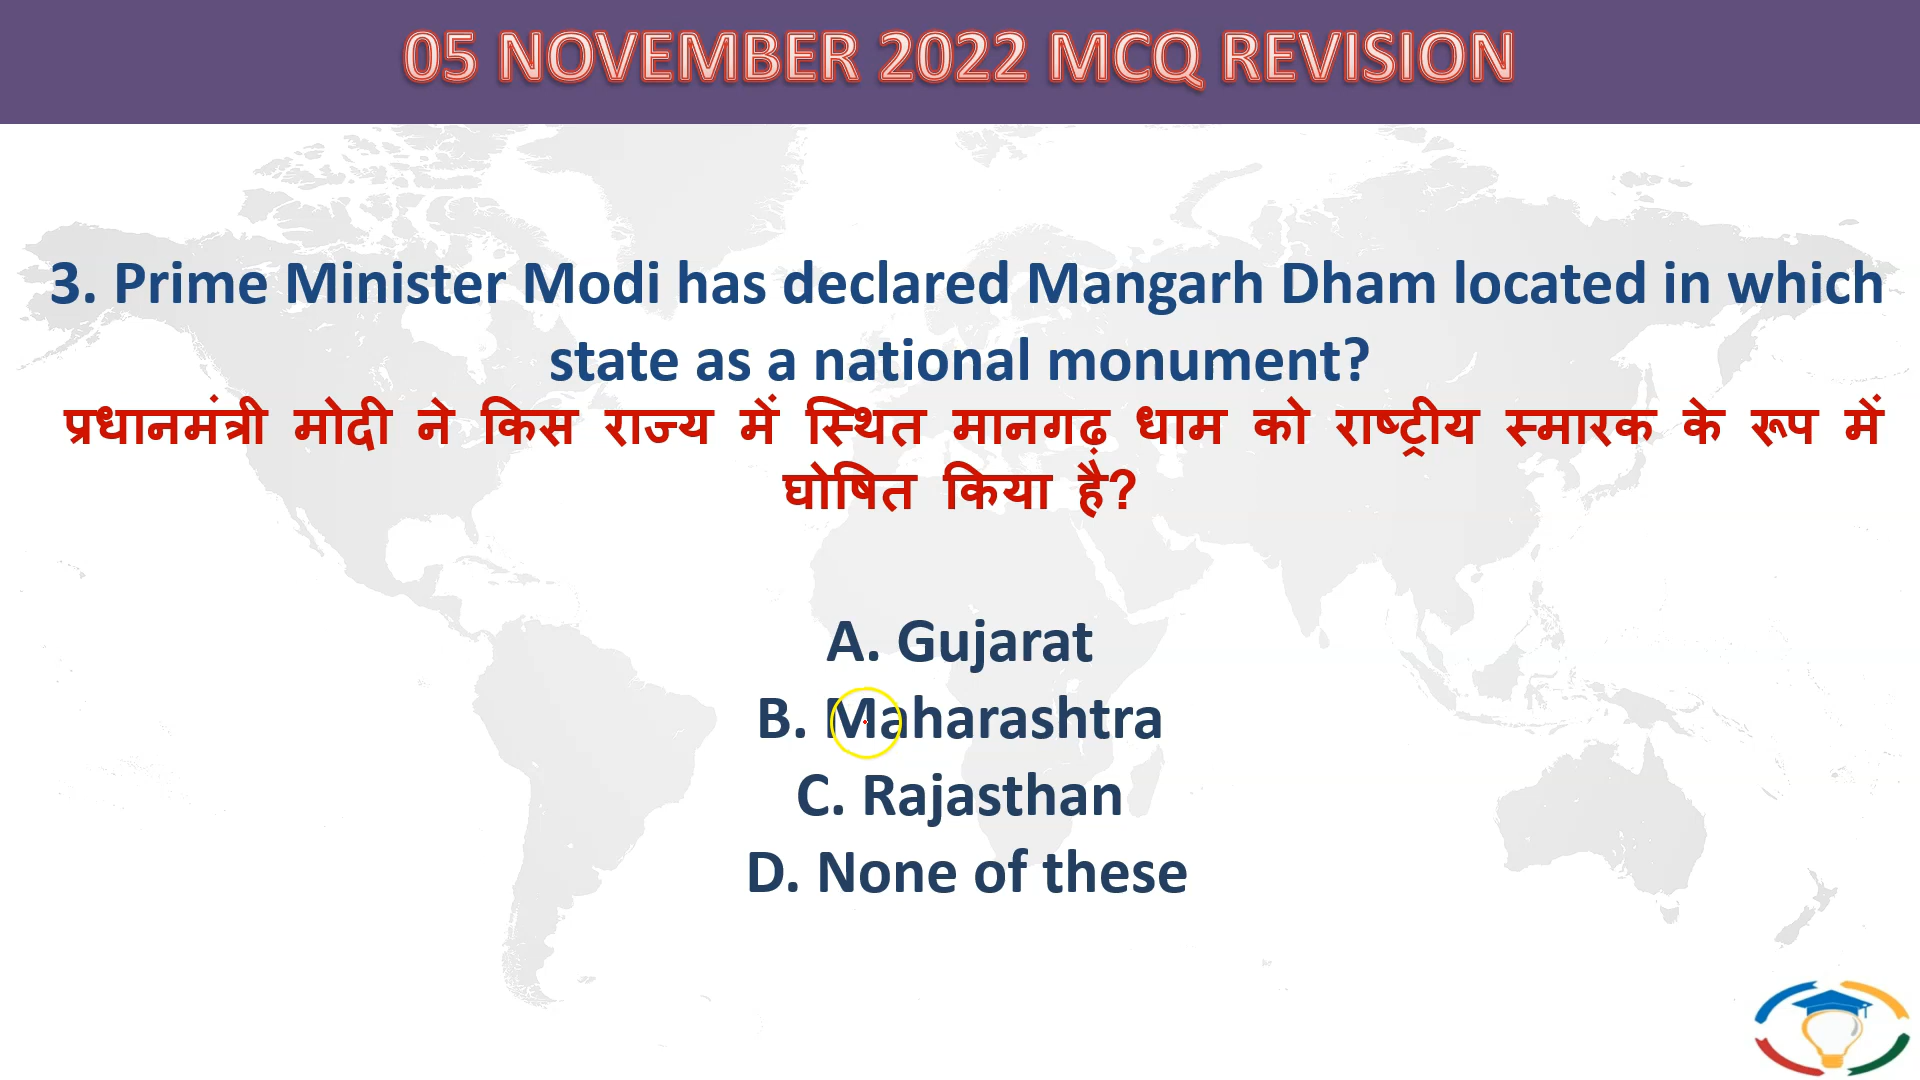 05 NOVEMBER 2022 MCQ REVISION
3. Prime Minister Modi has declared Mangarh Dham located in which
state as a national monument?
प्रधानमंत्री मोदी ने किस राज्य में स्थित मानगढ़ धाम को राष्ट्रीय स्मारक के रूप में
घोषित किया है?
A. Gujarat
B. Maharashtra
C. Rajasthan
D. None of these